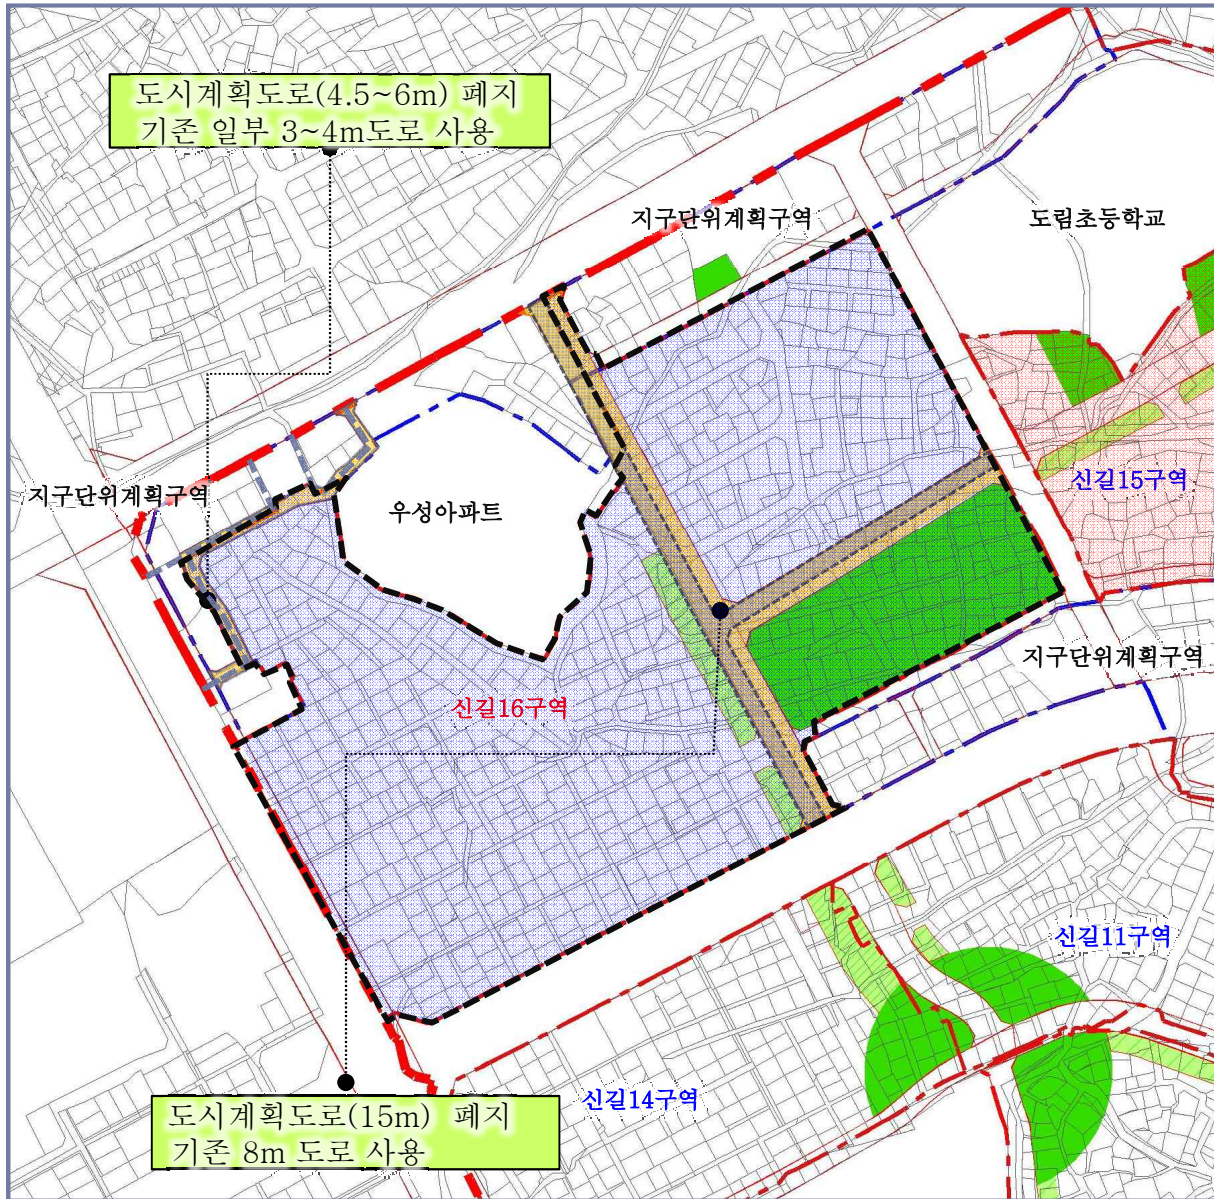 도시계획도로(4.5~6m) 폐지
기존 일부 3~4m도로 사용
지구단위계획구역
도림초등학교
신길15구역
지구단위계획구역
우성아파트
지구단위계획구역
신길16구역
신길11구역
신길14구역
도시계획도로(15m) 폐지
기존 8m 도로 사용